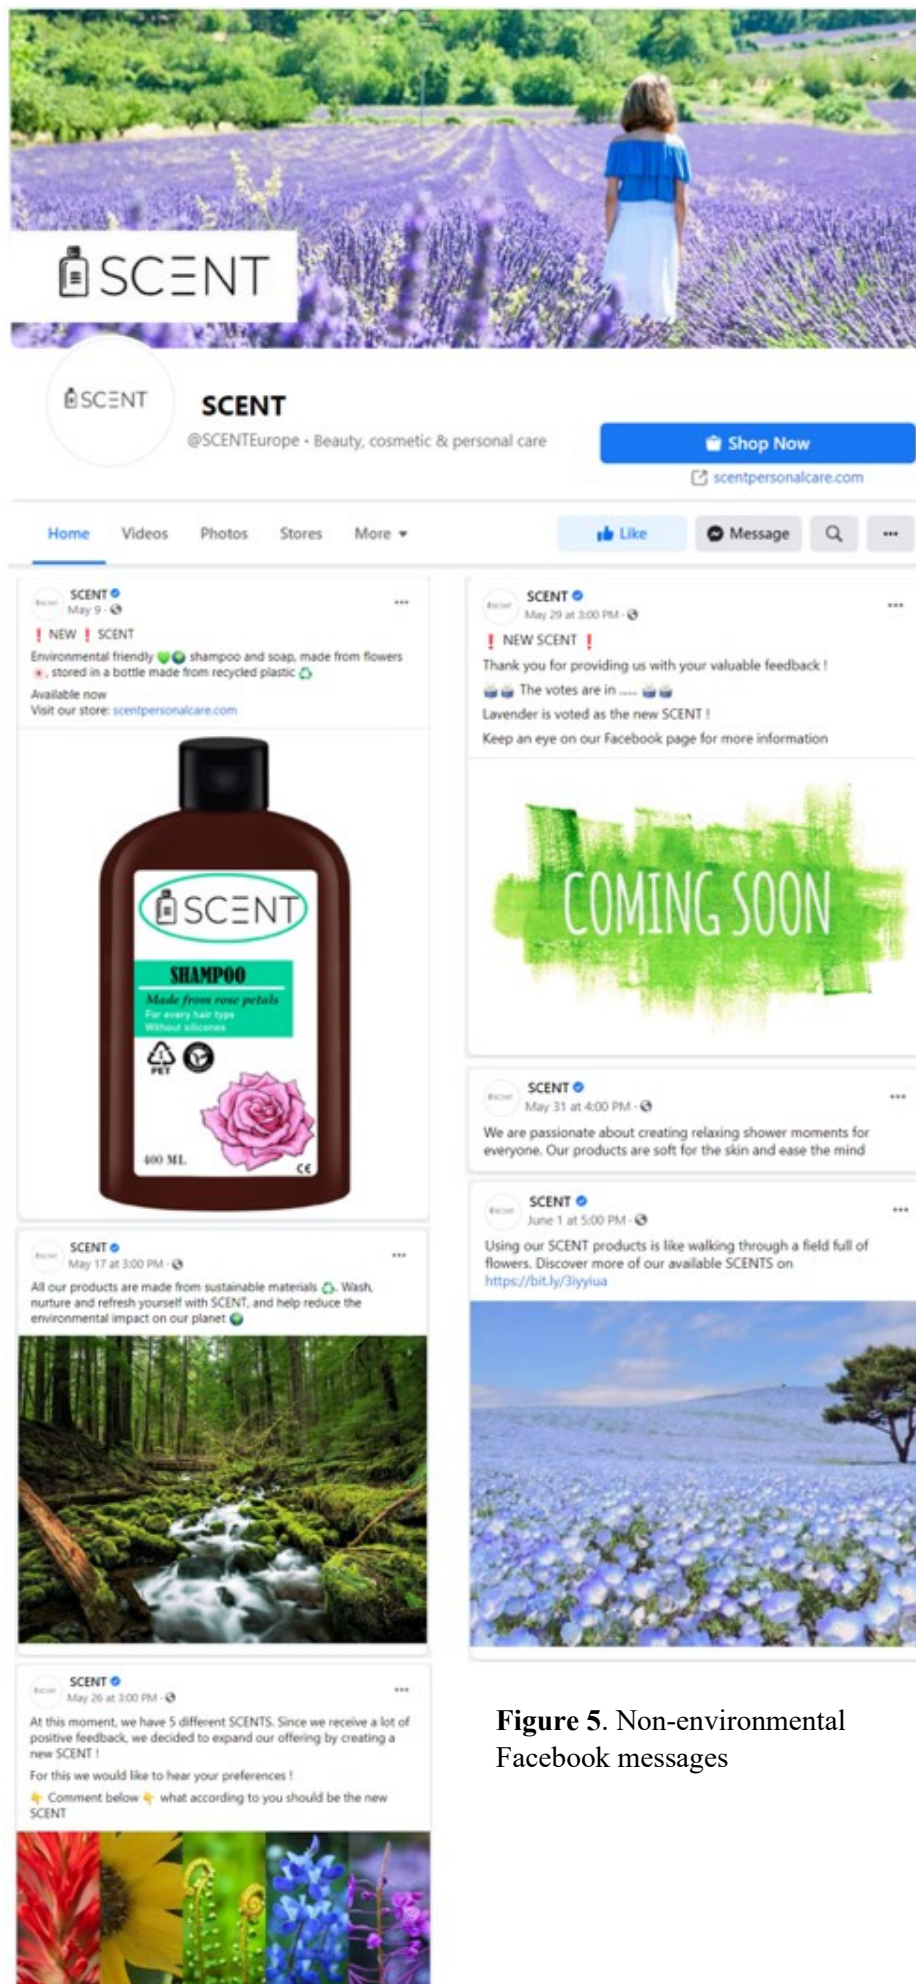 SCENT
SCENT
SCENT
@SCENTEurope • Beauty, cosmetic & personal care
Shop Now
scentpersonalcare.com
Home
Videos
Photos
Stores
More
Like
Message
SCENT
May 9 ·
❗ NEW ❗ SCENT
Environmental friendly 💚🌍 shampoo and soap, made from flowers
🌸, stored in a bottle made from recycled plastic ♻️
Available now
Visit our store: scentpersonalcare.com
SCENT
SHAMPOO
Made from rose petals
For every hair type
Without silicones
1
PET
400 ML
CE
SCENT
May 17 at 3:00 PM ·
All our products are made from sustainable materials ♻️. Wash,
nurture and refresh yourself with SCENT, and help reduce the
environmental impact on our planet 🌍
SCENT
May 26 at 3:00 PM ·
At this moment, we have 5 different SCENTS. Since we receive a lot of
positive feedback, we decided to expand our offering by creating a
new SCENT !
For this we would like to hear your preferences !
👇 Comment below 👇 what according to you should be the new
SCENT
SCENT
May 29 at 3:00 PM ·
❗ NEW SCENT ❗
Thank you for providing us with your valuable feedback !
🗳️🗳️ The votes are in ..... 🗳️🗳️
Lavender is voted as the new SCENT !
Keep an eye on our Facebook page for more information
COMING SOON
SCENT
May 31 at 4:00 PM ·
We are passionate about creating relaxing shower moments for
everyone. Our products are soft for the skin and ease the mind
SCENT
June 1 at 5:00 PM ·
Using our SCENT products is like walking through a field full of
flowers. Discover more of our available SCENTS on
https://bit.ly/3iyyiua
Figure 5. Non-environmental
Facebook messages